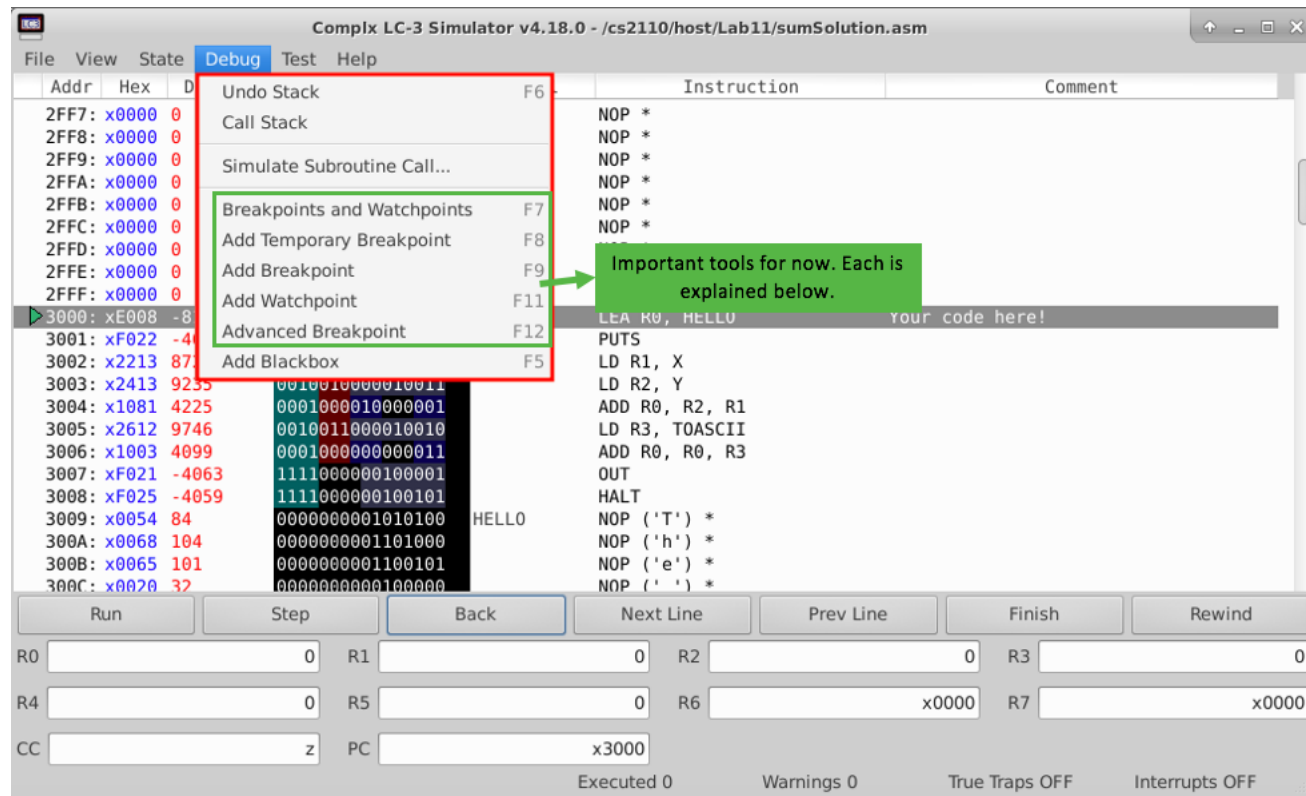 LC3
Complx LC-3 Simulator v4.18.0 - /cs2110/host/Lab11/sumSolution.asm
File View State Debug Test Help
Addr Hex D Instruction Comment
Undo Stack F6
Call Stack
Simulate Subroutine Call...
Breakpoints and Watchpoints F7
Add Temporary Breakpoint F8
Add Breakpoint F9
Add Watchpoint F11
Advanced Breakpoint F12
Add Blackbox F5
Important tools for now. Each is
explained below.
2FF7: x0000 0 NOP *
2FF8: x0000 0 NOP *
2FF9: x0000 0 NOP *
2FFA: x0000 0 NOP *
2FFB: x0000 0 NOP *
2FFC: x0000 0 NOP *
2FFD: x0000 0
2FFE: x0000 0
2FFF: x0000 0
3000: xE008 -8 LEA R0, HELLO Your code here!
3001: xF022 -4 PUTS
3002: x2213 87 LD R1, X
3003: x2413 9235 0010010000010011 LD R2, Y
3004: x1081 4225 0001000010000001 ADD R0, R2, R1
3005: x2612 9746 0010011000010010 LD R3, TOASCII
3006: x1003 4099 0001000000000011 ADD R0, R0, R3
3007: xF021 -4063 1111000000100001 OUT
3008: xF025 -4059 1111000000100101 HALT
3009: x0054 84 0000000001010100 HELLO NOP ('T') *
300A: x0068 104 0000000001101000 NOP ('h') *
300B: x0065 101 0000000001100101 NOP ('e') *
300C: x0020 32 0000000000100000 NOP (' ') *
Run Step Back Next Line Prev Line Finish Rewind
R0 0 R1 0 R2 0 R3 0
R4 0 R5 0 R6 x0000 R7 x0000
CC z PC x3000
Executed 0 Warnings 0 True Traps OFF Interrupts OFF